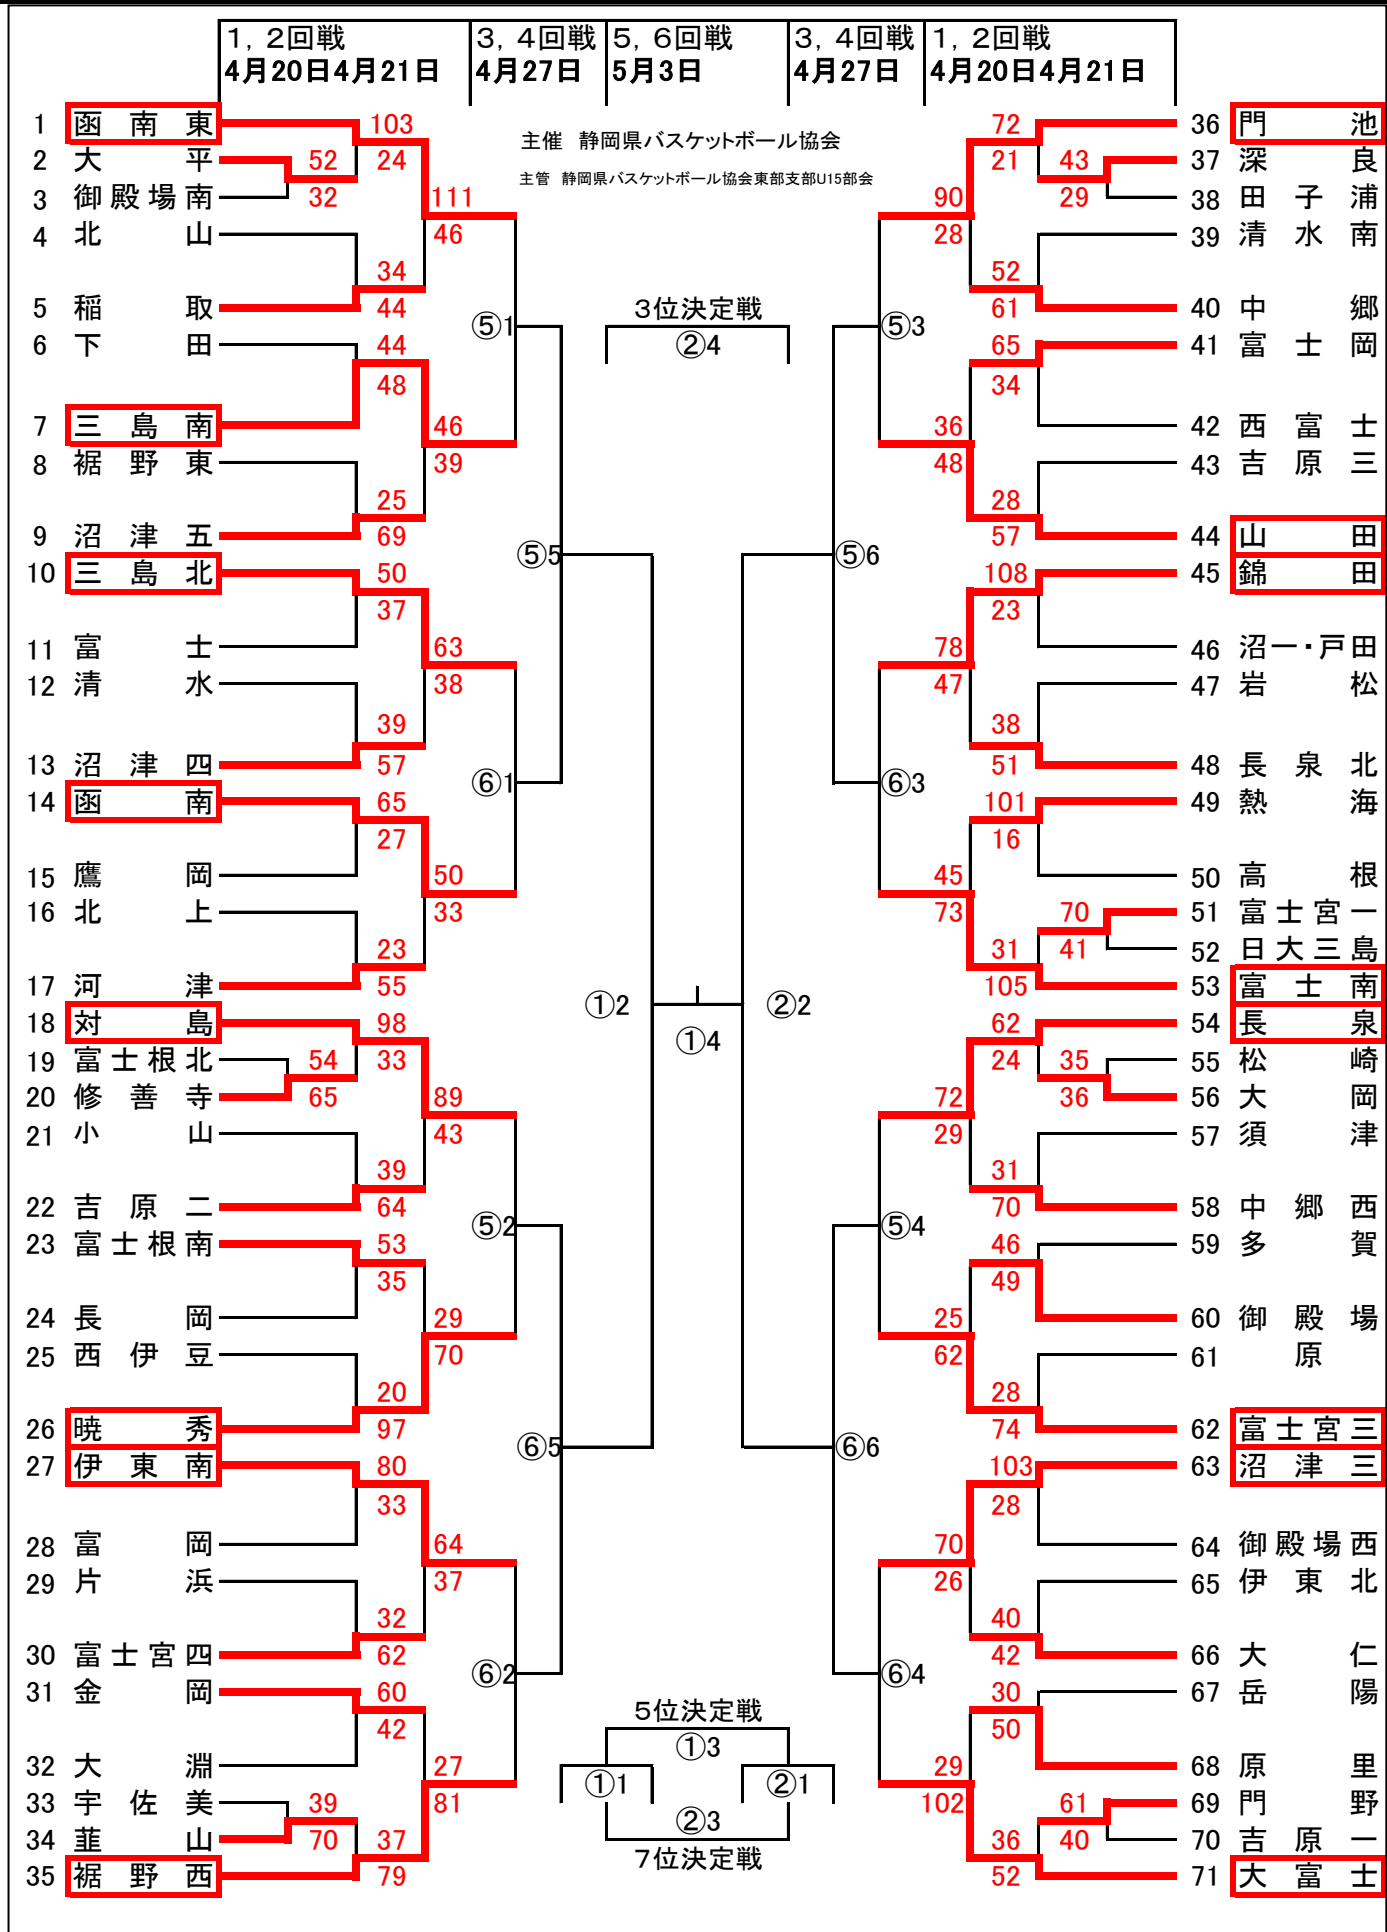 1, 2回戦
4月20日4月21日
3, 4回戦
4月27日
5, 6回戦
5月3日
3, 4回戦
4月27日
1, 2回戦
4月20日4月21日
主催 静岡県バスケットボール協会
主管 静岡県バスケットボール協会東部支部U15部会
1 函南東
2 大平
3 御殿場南
4 北山
5 稲取
6 下田
7 三島南
8 裾野東
9 沼津五
10 三島北
11 富士
12 清水
13 沼津四
14 函南
15 鷹岡
16 北上
17 河津
18 対島
19 富士根北
20 修善寺
21 小山
22 吉原二
23 富士根南
24 長岡
25 西伊豆
26 暁秀
27 伊東南
28 富岡
29 片浜
30 富士宮四
31 金岡
32 大淵
33 宇佐美
34 韮山
35 裾野西
52
32
54
65
39
70
103
24
34
44
44
48
25
69
50
37
39
57
65
27
23
55
98
33
39
64
53
35
20
97
80
33
32
62
60
42
37
79
111
46
46
39
63
38
50
33
89
43
29
70
64
37
27
81
⑤1
⑥1
⑤2
⑥2
⑤5
⑥5
3位決定戦
②4
①2
①4
②2
5位決定戦
①3
①1
②1
②3
7位決定戦
⑤6
⑥6
⑤3
⑥3
⑤4
⑥4
90
28
36
48
78
47
45
73
72
29
25
62
70
26
29
102
72
21
52
61
65
34
28
57
108
23
38
51
101
16
31
105
62
24
31
70
46
49
28
74
103
28
40
42
30
50
36
52
43
29
70
41
35
36
61
40
36 門池
37 深良
38 田子浦
39 清水南
40 中郷
41 富士岡
42 西富士
43 吉原三
44 山田
45 錦田
46 沼一・戸田
47 岩松
48 長泉北
49 熱海
50 高根
51 富士宮一
52 日大三島
53 富士南
54 長泉
55 松崎
56 大岡
57 須津
58 中郷西
59 多賀
60 御殿場
61 原
62 富士宮三
63 沼津三
64 御殿場西
65 伊東北
66 大仁
67 岳陽
68 原里
69 門野
70 吉原一
71 大富士